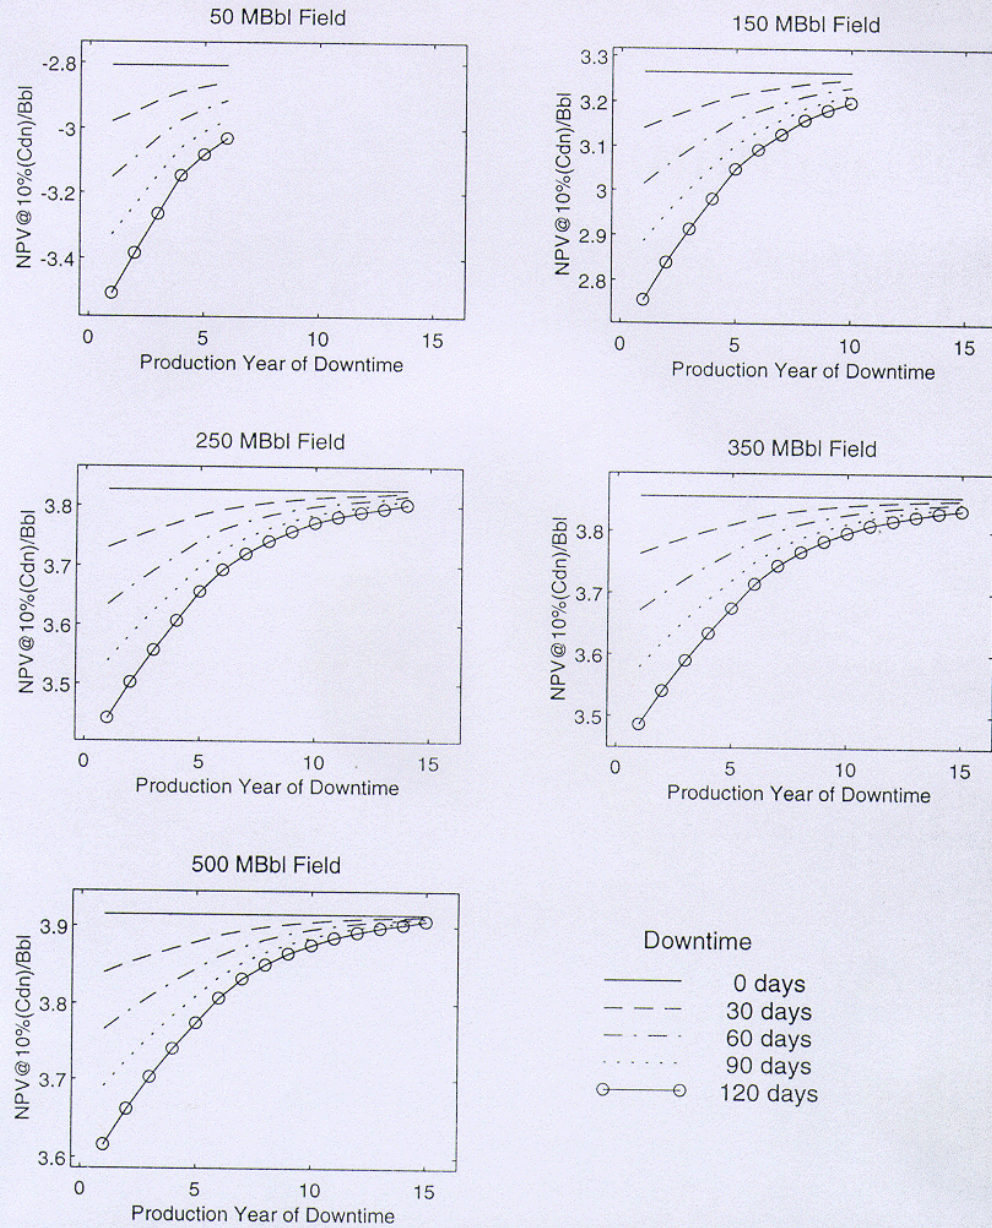 50 MBbl Field
NPV@10%(Cdn)/Bbl
-2.8
-3
-3.2
-3.4
0
5
10
15
Production Year of Downtime
150 MBbl Field
NPV@10%(Cdn)/Bbl
3.3
3.2
3.1
3
2.9
2.8
0
5
10
15
Production Year of Downtime
250 MBbl Field
NPV@10%(Cdn)/Bbl
3.8
3.7
3.6
3.5
0
5
10
15
Production Year of Downtime
350 MBbl Field
NPV@10%(Cdn)/Bbl
3.8
3.7
3.6
3.5
0
5
10
15
Production Year of Downtime
500 MBbl Field
NPV@10%(Cdn)/Bbl
3.9
3.8
3.7
3.6
0
5
10
15
Production Year of Downtime
Downtime
0 days
30 days
60 days
90 days
120 days